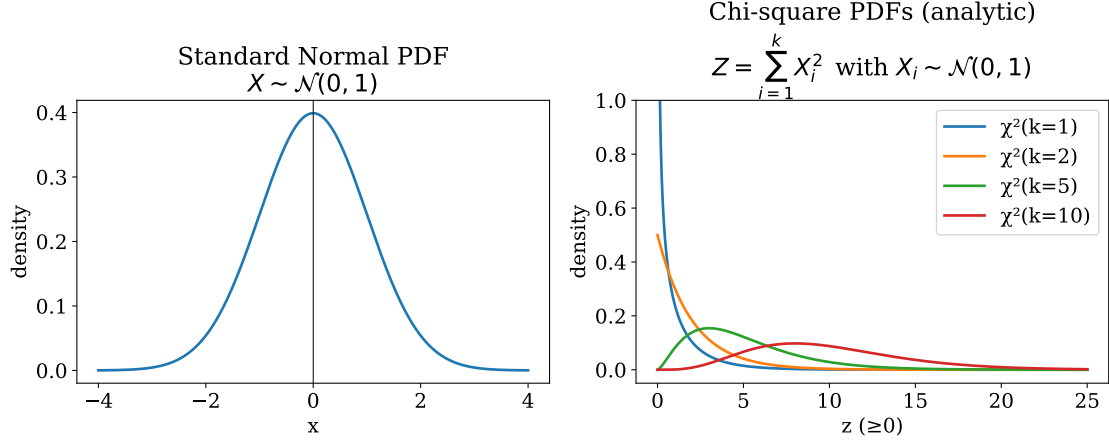 Standard Normal PDF
X ∼ 𝒩(0, 1)
density
0.4
0.3
0.2
0.1
0.0
−4
−2
0
2
4
x
Chi-square PDFs (analytic)
Z = ∑_{i=1}^{k} X_i^2 with X_i ∼ 𝒩(0, 1)
density
1.0
0.8
0.6
0.4
0.2
0.0
χ²(k=1)
χ²(k=2)
χ²(k=5)
χ²(k=10)
0
5
10
15
20
25
z (≥0)